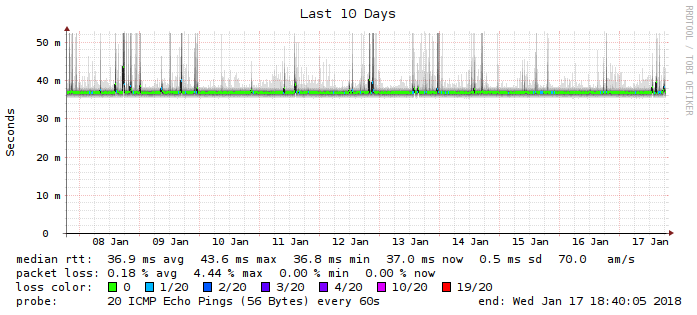 Last 10 Days
RRDTOOL / TOBI OETIKER
Seconds
50 m
40 m
30 m
20 m
10 m
0
08 Jan 09 Jan 10 Jan 11 Jan 12 Jan 13 Jan 14 Jan 15 Jan 16 Jan 17 Jan
median rtt: 36.9 ms avg 43.6 ms max 36.8 ms min 37.0 ms now 0.5 ms sd 70.0 am/s
packet loss: 0.18 % avg 4.44 % max 0.00 % min 0.00 % now
loss color: 0 1/20 2/20 3/20 4/20 10/20 19/20
probe: 20 ICMP Echo Pings (56 Bytes) every 60s end: Wed Jan 17 18:40:05 2018